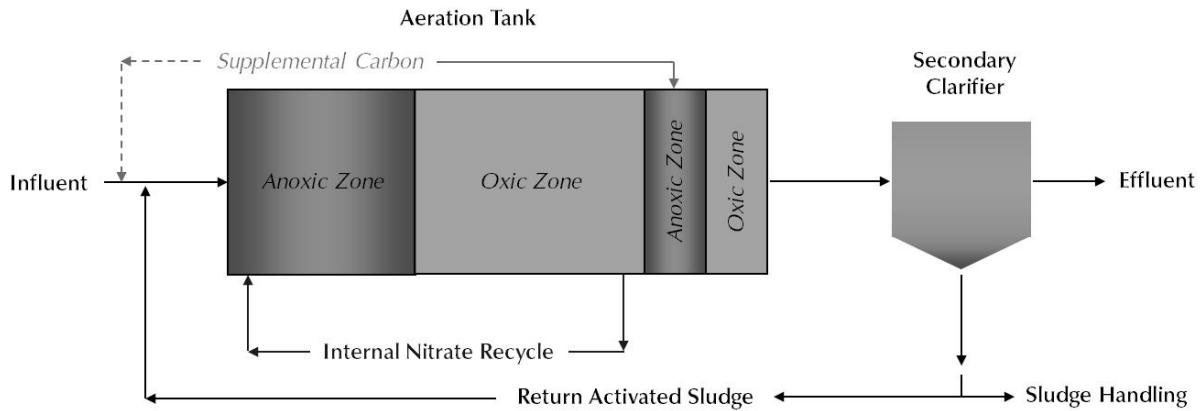 Aeration Tank
Supplemental Carbon
Secondary
Clarifier
Influent
Anoxic Zone
Oxic Zone
Anoxic Zone
Oxic Zone
Effluent
Internal Nitrate Recycle
Return Activated Sludge
Sludge Handling